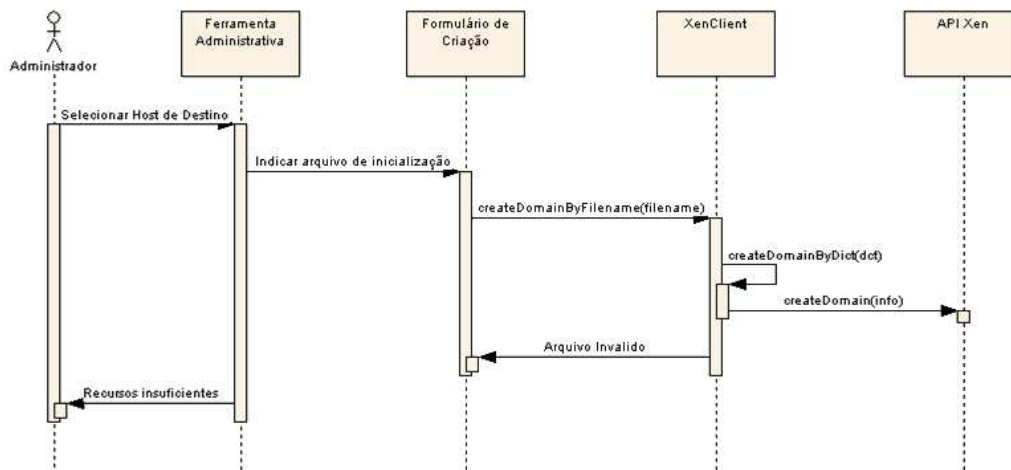 Administrador
Ferramenta
Administrativa
Formulário de
Criação
XenClient
API Xen
Selecionar Host de Destino
Indicar arquivo de inicialização
createDomainByFilename(filename)
createDomainByDict(dct)
createDomain(info)
Arquivo Invalido
Recursos insuficientes